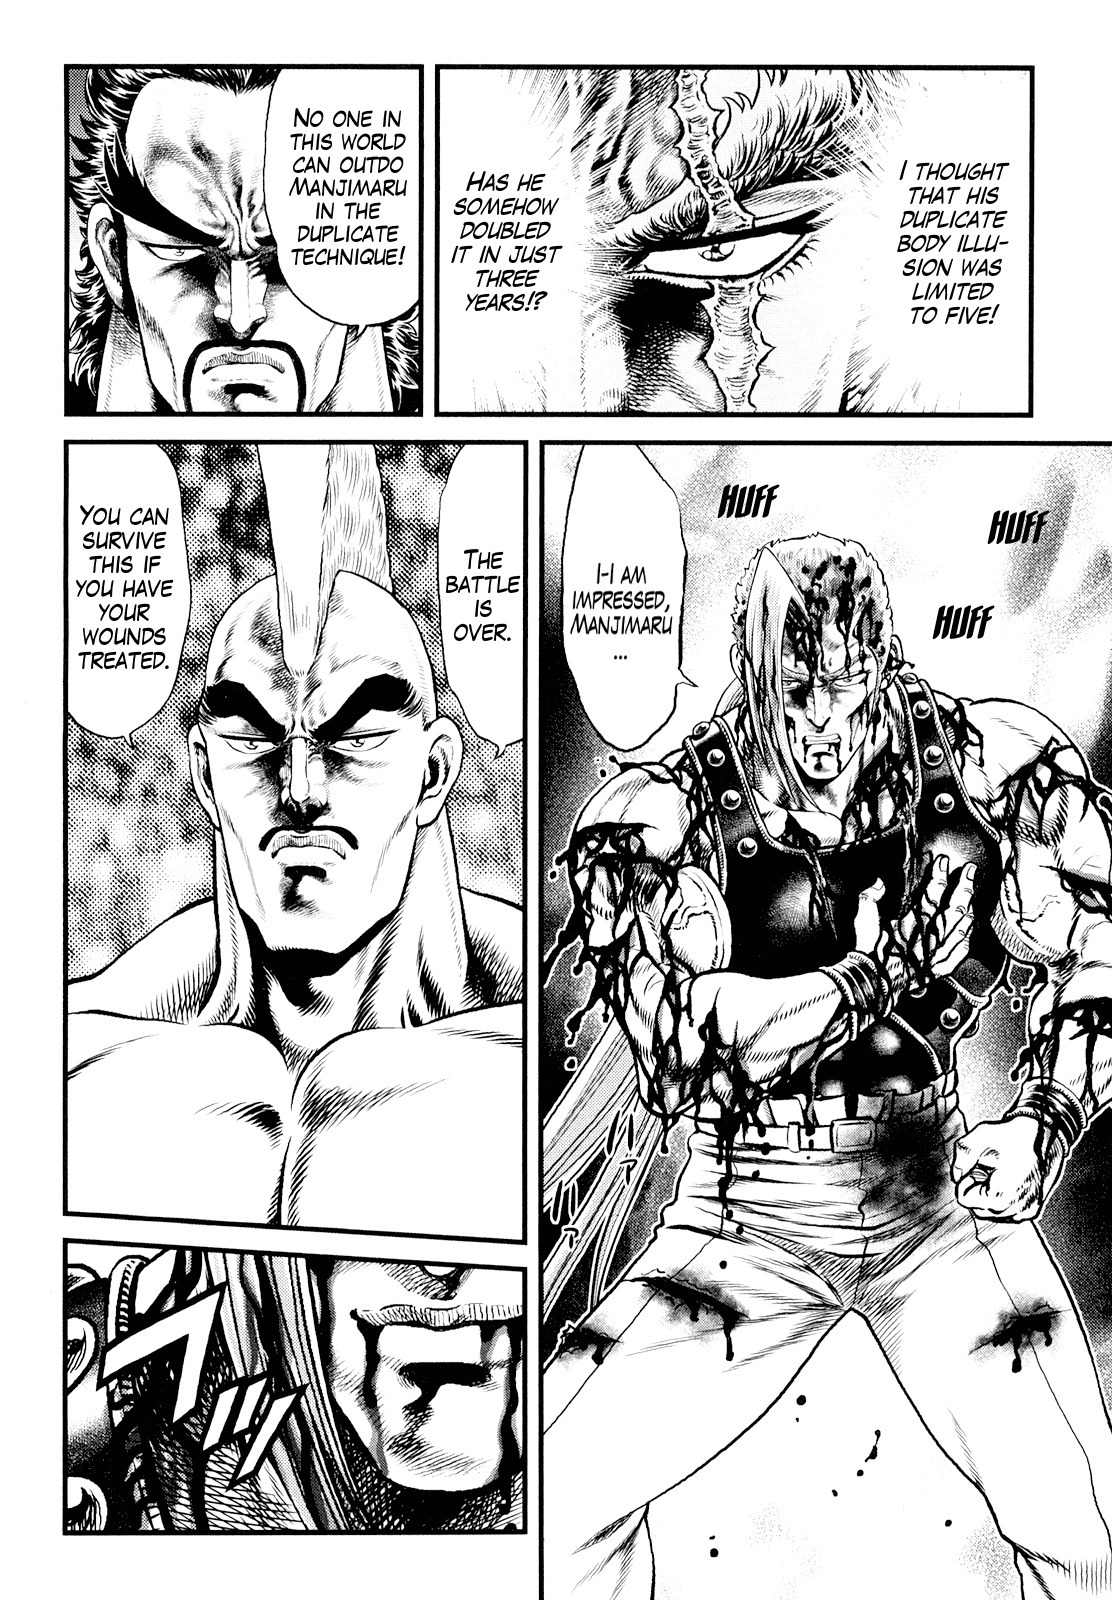 I THOUGHT
THAT HIS
DUPLICATE
BODY ILLU-
SION WAS
LIMITED
TO FIVE!
HAS HE
SOMEHOW
DOUBLED
IT IN JUST
THREE
YEARS!?
NO ONE IN
THIS WORLD
CAN OUTDO
MANJIMARU
IN THE
DUPLICATE
TECHNIQUE!
HUFF
HUFF
HUFF
I-I AM
IMPRESSED,
MANJIMARU
...
THE
BATTLE IS
OVER.
YOU CAN
SURVIVE
THIS IF
YOU HAVE
YOUR
WOUNDS
TREATED.